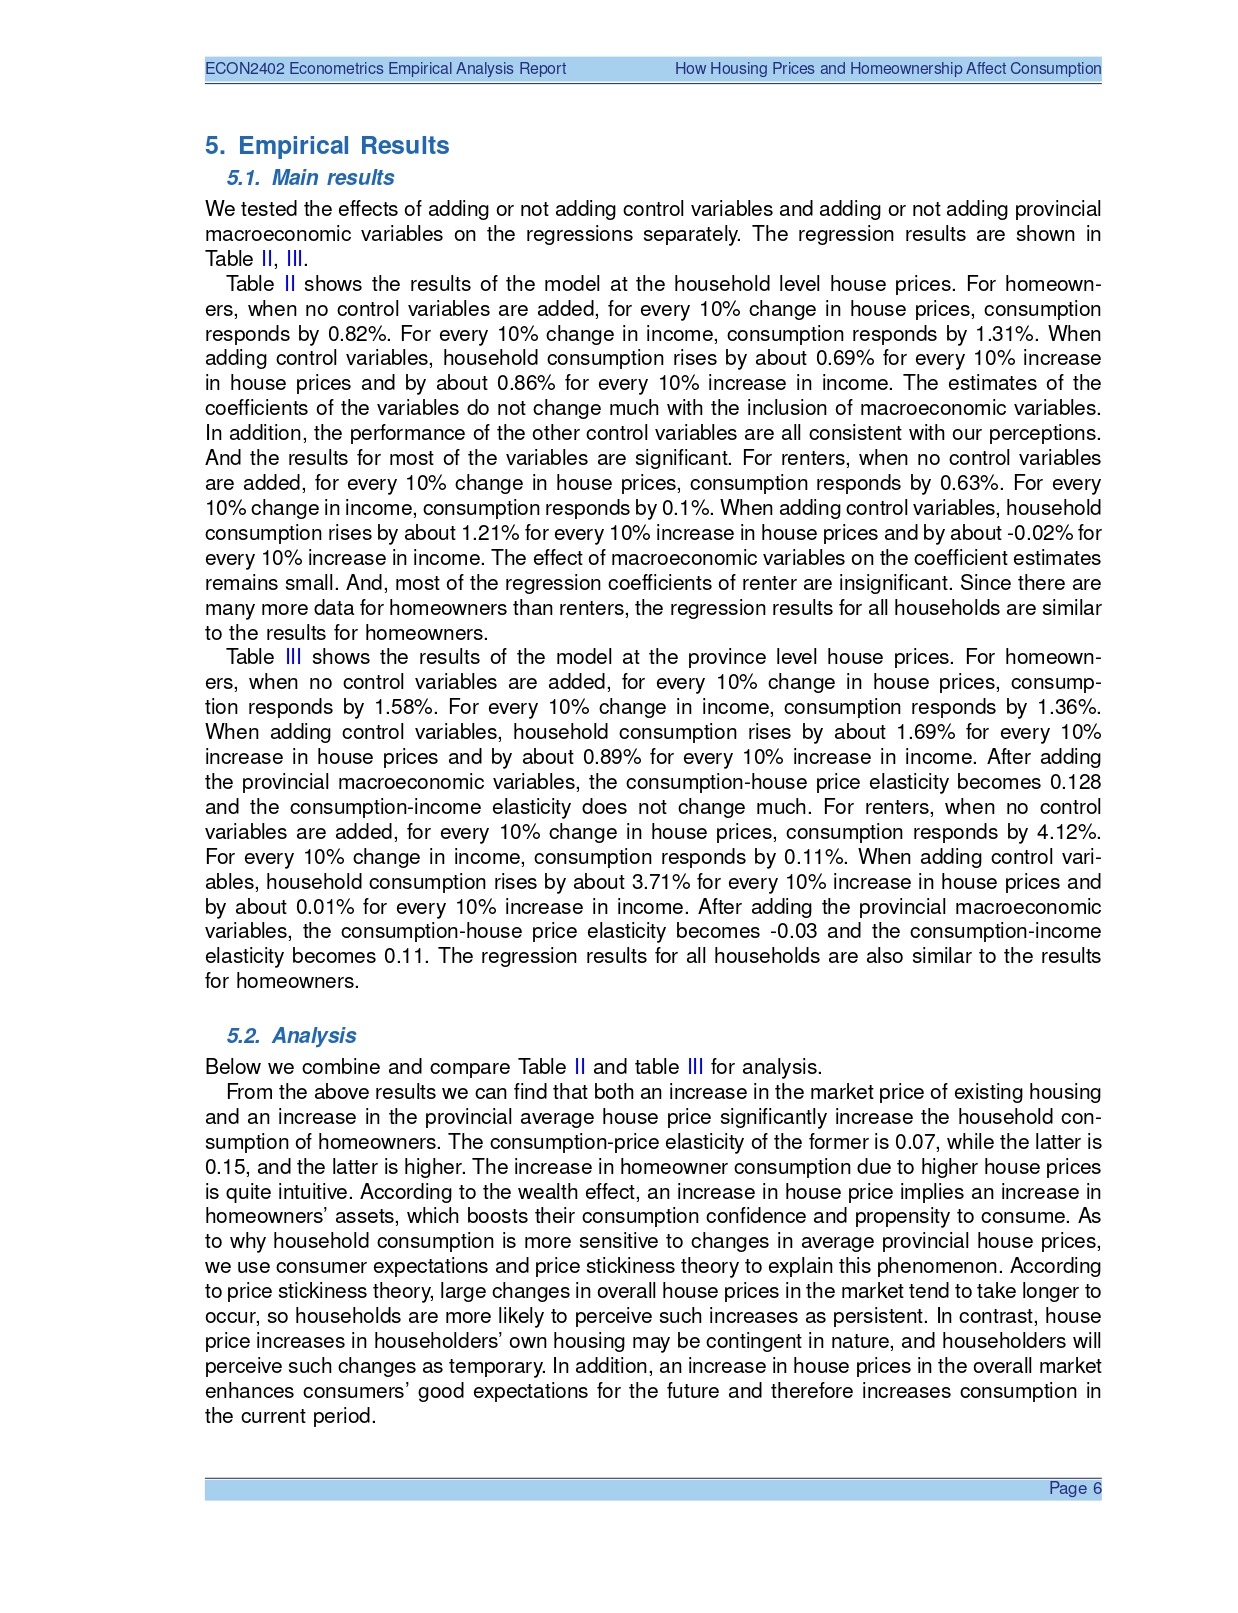 ECON2402 Econometrics Empirical Analysis Report How Housing Prices and Homeownership Affect Consumption
5. Empirical Results
5.1. Main results
We tested the effects of adding or not adding control variables and adding or not adding provincial
macroeconomic variables on the regressions separately. The regression results are shown in
Table II, III.
Table II shows the results of the model at the household level house prices. For homeown-
ers, when no control variables are added, for every 10% change in house prices, consumption
responds by 0.82%. For every 10% change in income, consumption responds by 1.31%. When
adding control variables, household consumption rises by about 0.69% for every 10% increase
in house prices and by about 0.86% for every 10% increase in income. The estimates of the
coefficients of the variables do not change much with the inclusion of macroeconomic variables.
In addition, the performance of the other control variables are all consistent with our perceptions.
And the results for most of the variables are significant. For renters, when no control variables
are added, for every 10% change in house prices, consumption responds by 0.63%. For every
10% change in income, consumption responds by 0.1%. When adding control variables, household
consumption rises by about 1.21% for every 10% increase in house prices and by about -0.02% for
every 10% increase in income. The effect of macroeconomic variables on the coefficient estimates
remains small. And, most of the regression coefficients of renter are insignificant. Since there are
many more data for homeowners than renters, the regression results for all households are similar
to the results for homeowners.
Table III shows the results of the model at the province level house prices. For homeown-
ers, when no control variables are added, for every 10% change in house prices, consump-
tion responds by 1.58%. For every 10% change in income, consumption responds by 1.36%.
When adding control variables, household consumption rises by about 1.69% for every 10%
increase in house prices and by about 0.89% for every 10% increase in income. After adding
the provincial macroeconomic variables, the consumption-house price elasticity becomes 0.128
and the consumption-income elasticity does not change much. For renters, when no control
variables are added, for every 10% change in house prices, consumption responds by 4.12%.
For every 10% change in income, consumption responds by 0.11%. When adding control vari-
ables, household consumption rises by about 3.71% for every 10% increase in house prices and
by about 0.01% for every 10% increase in income. After adding the provincial macroeconomic
variables, the consumption-house price elasticity becomes -0.03 and the consumption-income
elasticity becomes 0.11. The regression results for all households are also similar to the results
for homeowners.
5.2. Analysis
Below we combine and compare Table II and table III for analysis.
From the above results we can find that both an increase in the market price of existing housing
and an increase in the provincial average house price significantly increase the household con-
sumption of homeowners. The consumption-price elasticity of the former is 0.07, while the latter is
0.15, and the latter is higher. The increase in homeowner consumption due to higher house prices
is quite intuitive. According to the wealth effect, an increase in house price implies an increase in
homeowners’ assets, which boosts their consumption confidence and propensity to consume. As
to why household consumption is more sensitive to changes in average provincial house prices,
we use consumer expectations and price stickiness theory to explain this phenomenon. According
to price stickiness theory, large changes in overall house prices in the market tend to take longer to
occur, so households are more likely to perceive such increases as persistent. In contrast, house
price increases in householders’ own housing may be contingent in nature, and householders will
perceive such changes as temporary. In addition, an increase in house prices in the overall market
enhances consumers’ good expectations for the future and therefore increases consumption in
the current period.
Page 6